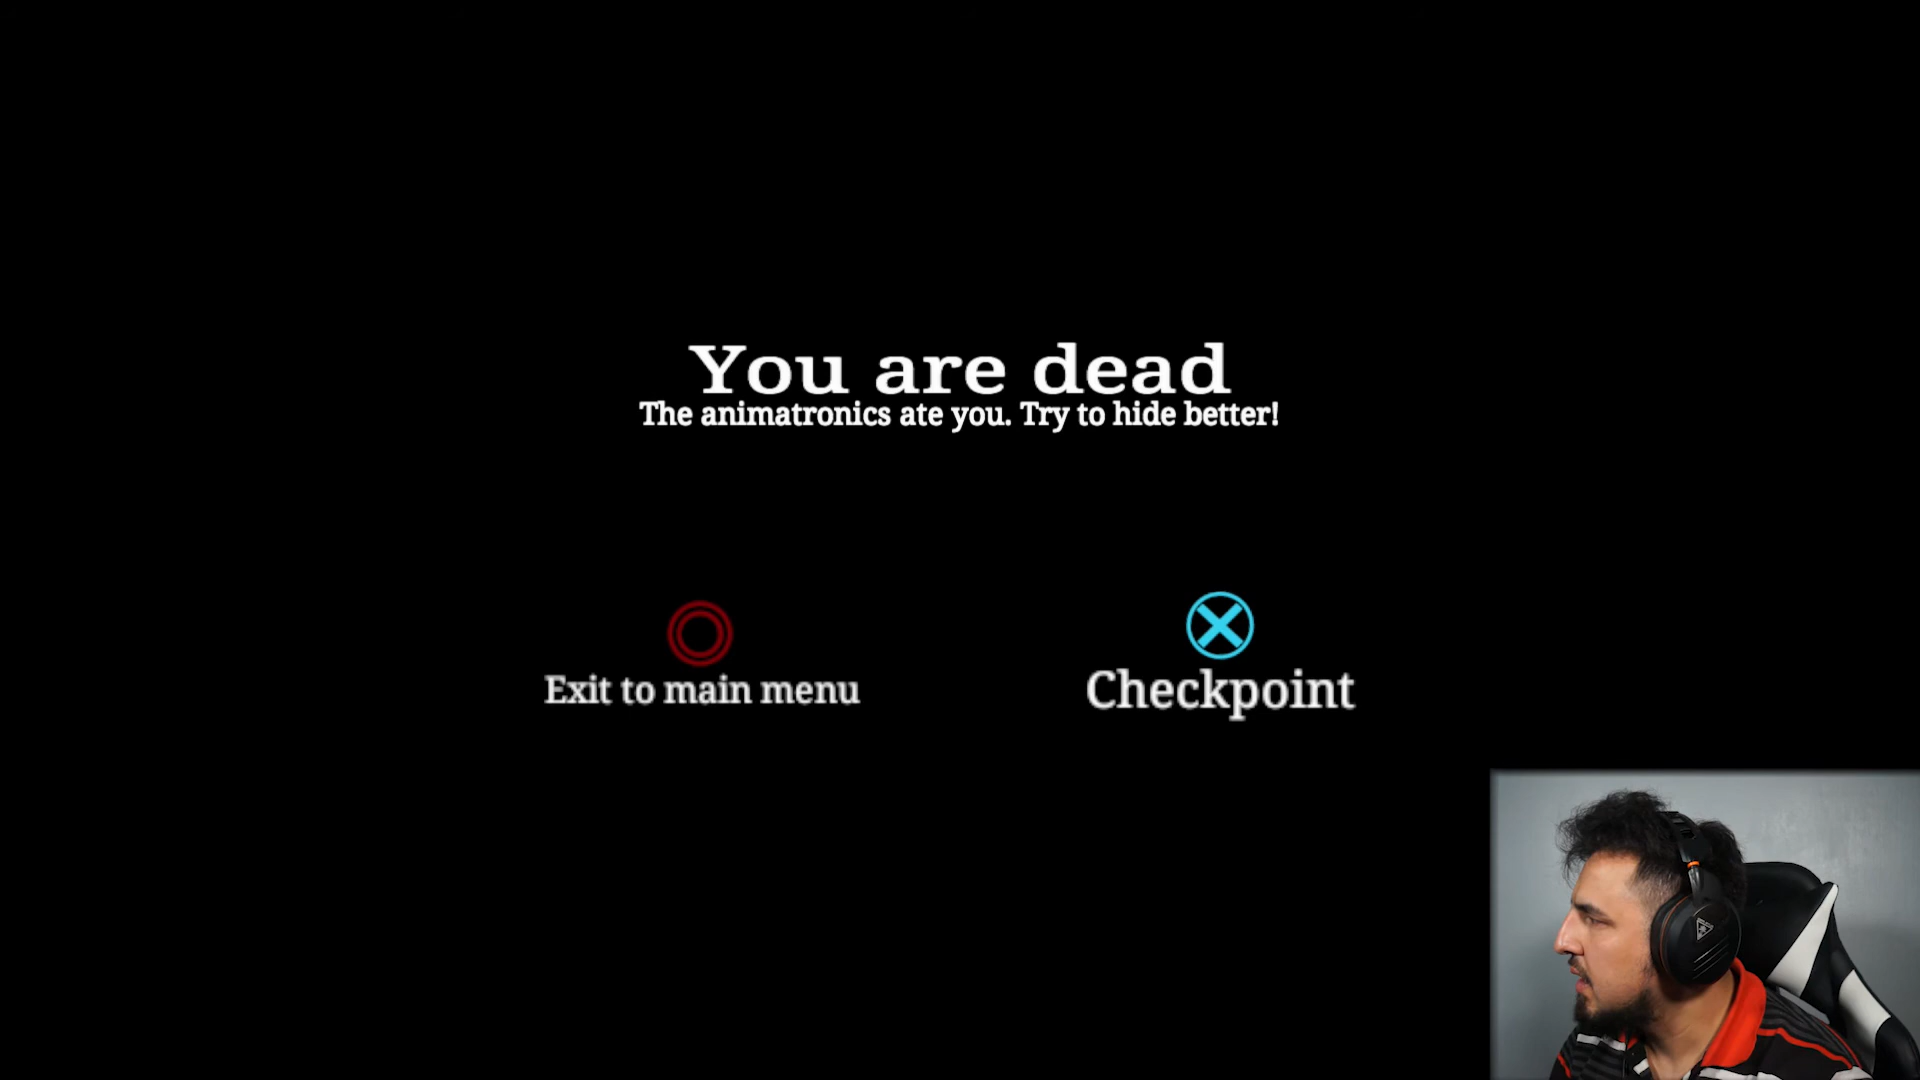 You are dead
The animatronics ate you. Try to hide better!
Exit to main menu
Checkpoint